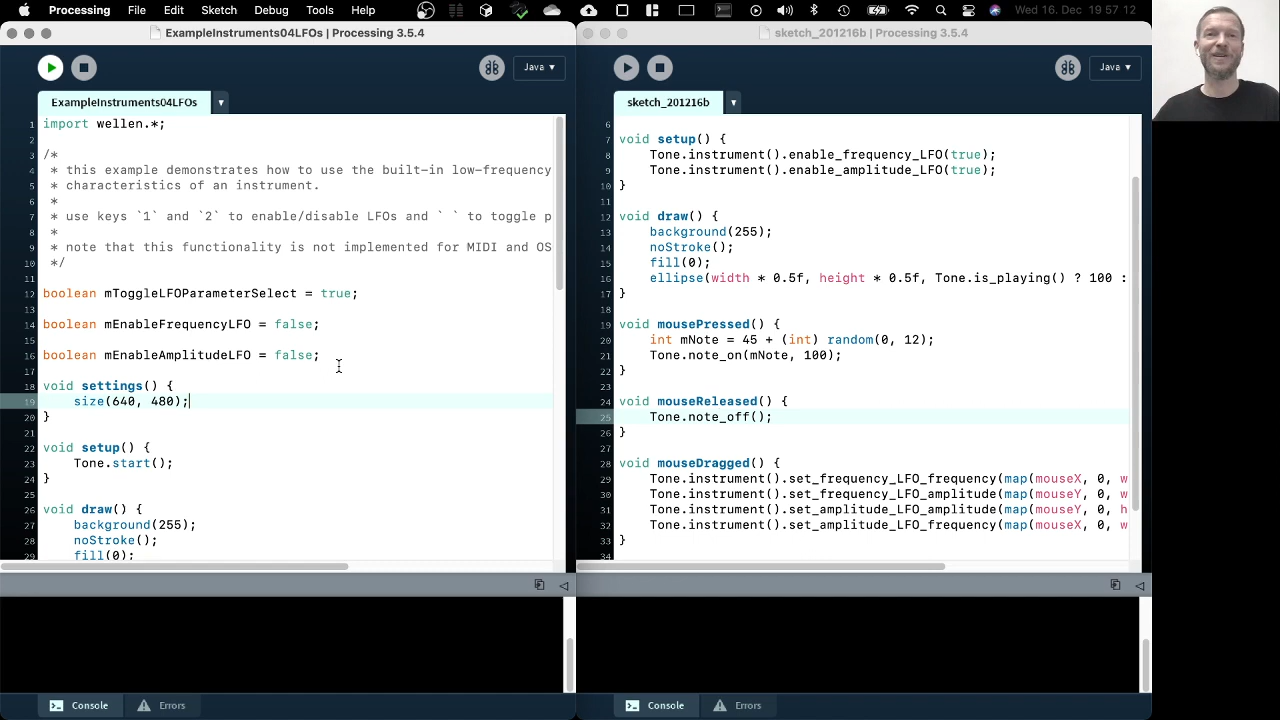 Processing File Edit Sketch Debug Tools Help Wed 16. Dec 19 57 12
ExampleInstruments04LFOs | Processing 3.5.4
Java ▾
ExampleInstruments04LFOs ▾
1 import wellen.*;
2
3 /*
4 * this example demonstrates how to use the built-in low-frequency
5 * characteristics of an instrument.
6 *
7 * use keys `1` and `2` to enable/disable LFOs and ` ` to toggle p
8 *
9 * note that this functionality is not implemented for MIDI and OS
10 */
11
12 boolean mToggleLFOParameterSelect = true;
13
14 boolean mEnableFrequencyLFO = false;
15
16 boolean mEnableAmplitudeLFO = false;
17
18 void settings() {
19 size(640, 480);
20 }
21
22 void setup() {
23 Tone.start();
24 }
25
26 void draw() {
27 background(255);
28 noStroke();
29 fill(0);
Console Errors
sketch_201216b | Processing 3.5.4
Java ▾
sketch_201216b ▾
6
7 void setup() {
8 Tone.instrument().enable_frequency_LFO(true);
9 Tone.instrument().enable_amplitude_LFO(true);
10 }
11
12 void draw() {
13 background(255);
14 noStroke();
15 fill(0);
16 ellipse(width * 0.5f, height * 0.5f, Tone.is_playing() ? 100 :
17 }
18
19 void mousePressed() {
20 int mNote = 45 + (int) random(0, 12);
21 Tone.note_on(mNote, 100);
22 }
23
24 void mouseReleased() {
25 Tone.note_off();
26 }
27
28 void mouseDragged() {
29 Tone.instrument().set_frequency_LFO_frequency(map(mouseX, 0, w
30 Tone.instrument().set_frequency_LFO_amplitude(map(mouseY, 0, w
31 Tone.instrument().set_amplitude_LFO_amplitude(map(mouseY, 0, h
32 Tone.instrument().set_amplitude_LFO_frequency(map(mouseX, 0, w
33 }
34
Console Errors